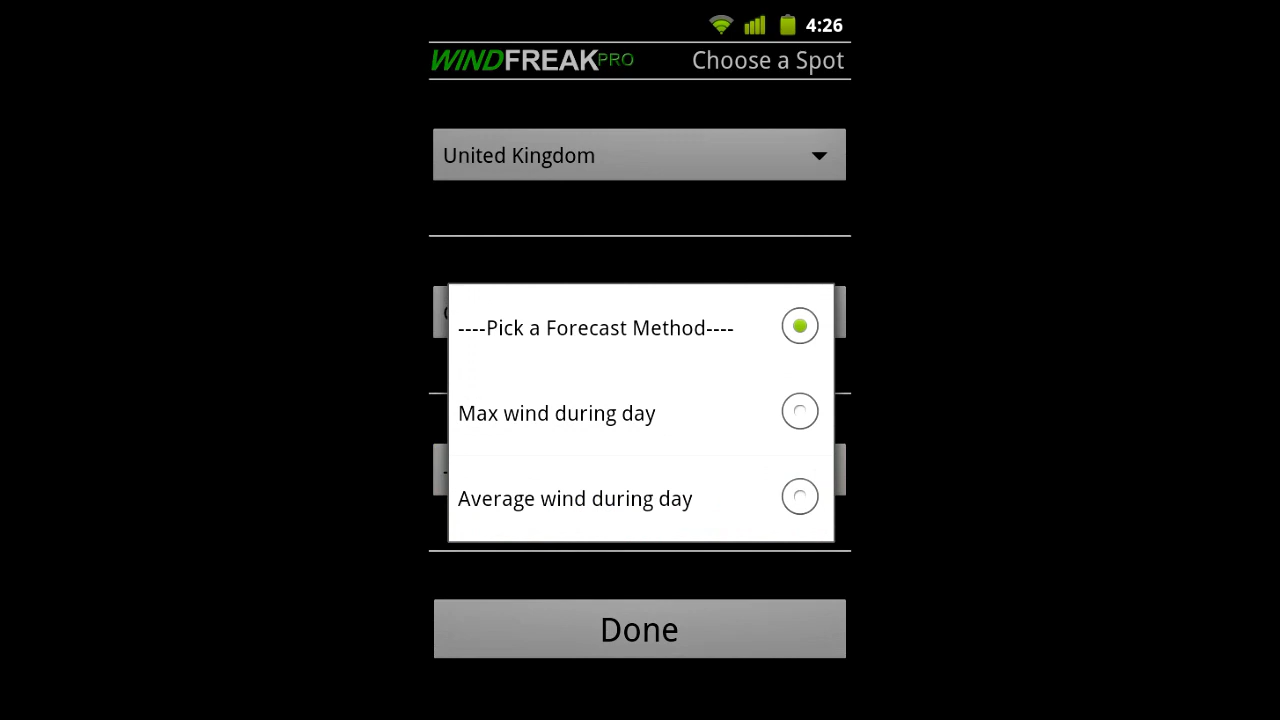 4:26
WINDFREAKPRO Choose a Spot
United Kingdom
----Pick a Forecast Method----
Max wind during day
Average wind during day
Done